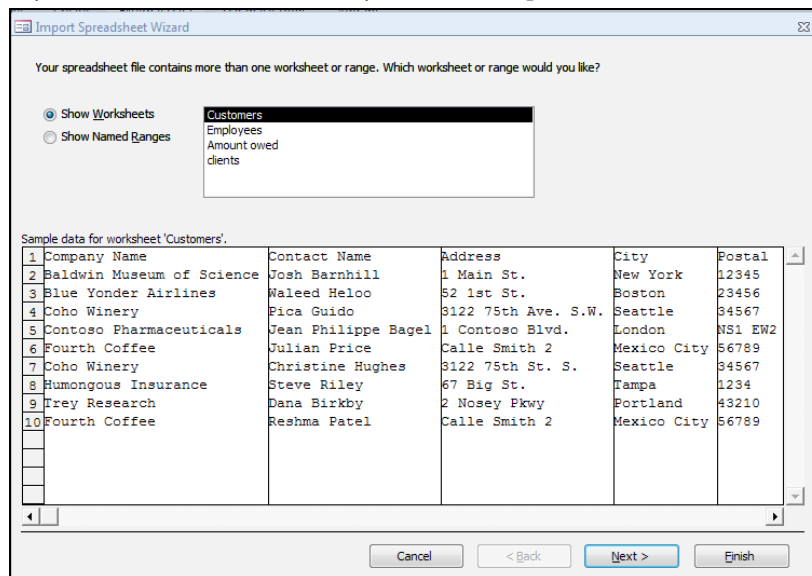 Import Spreadsheet Wizard
Your spreadsheet file contains more than one worksheet or range. Which worksheet or range would you like?
Show Worksheets
Show Named Ranges
Customers
Employees
Amount owed
clients
Sample data for worksheet 'Customers'.
1 Company Name Contact Name Address City Postal
2 Baldwin Museum of Science Josh Barnhill 1 Main St. New York 12345
3 Blue Yonder Airlines Waleed Heloo 52 1st St. Boston 23456
4 Coho Winery Pica Guido 3122 75th Ave. S.W. Seattle 34567
5 Contoso Pharmaceuticals Jean Philippe Bagel 1 Contoso Blvd. London NS1 EW2
6 Fourth Coffee Julian Price Calle Smith 2 Mexico City 56789
7 Coho Winery Christine Hughes 3122 75th St. S. Seattle 34567
8 Humongous Insurance Steve Riley 67 Big St. Tampa 1234
9 Trey Research Dana Birkby 2 Nosey Pkwy Portland 43210
10 Fourth Coffee Reshma Patel Calle Smith 2 Mexico City 56789
Cancel < Back Next > Finish